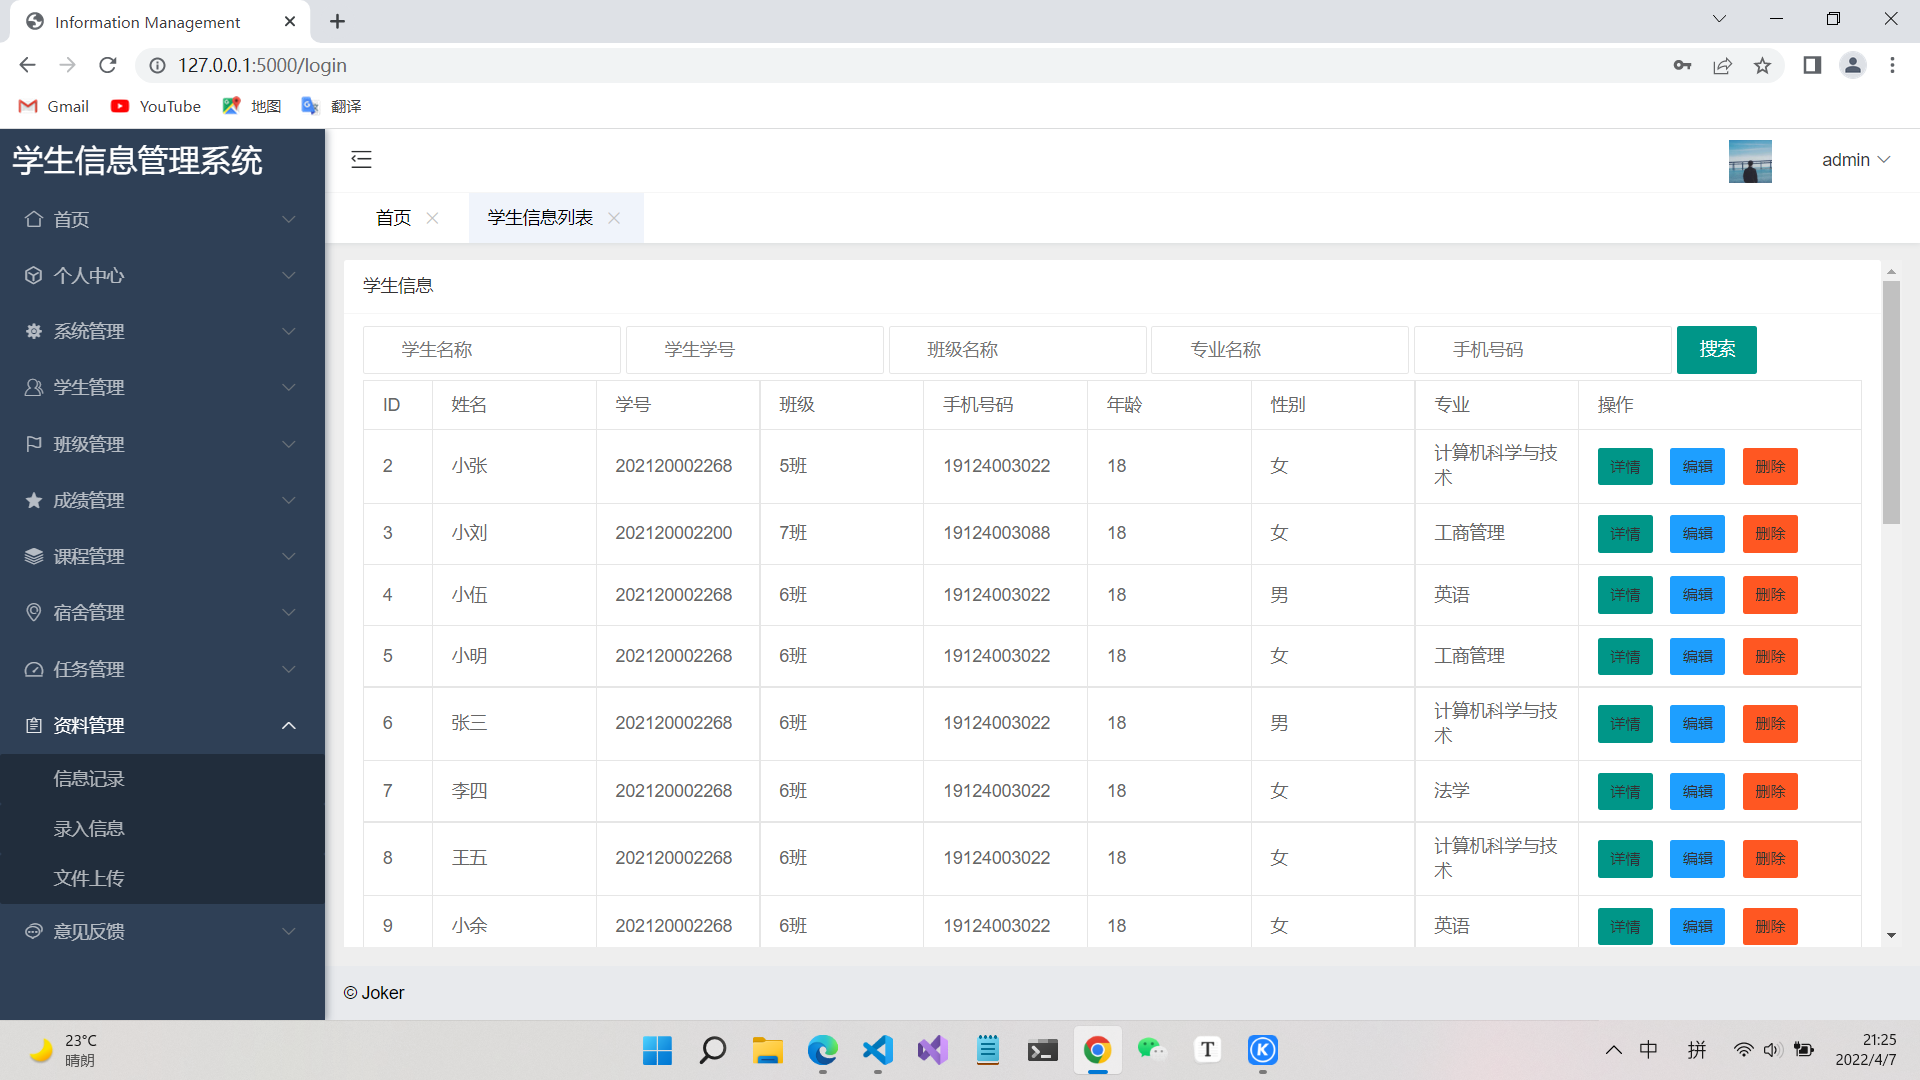 Information Management
127.0.0.1:5000/login
Gmail YouTube 地图 翻译
学生信息管理系统
admin
首页
个人中心
系统管理
学生管理
班级管理
成绩管理
课程管理
宿舍管理
任务管理
资料管理
信息记录
录入信息
文件上传
意见反馈
首页 学生信息列表
学生信息
学生名称 学生学号 班级名称 专业名称 手机号码 搜索
ID 姓名 学号 班级 手机号码 年龄 性别 专业 操作
2 小张 202120002268 5班 19124003022 18 女 计算机科学与技术 详情 编辑 删除
3 小刘 202120002200 7班 19124003088 18 女 工商管理 详情 编辑 删除
4 小伍 202120002268 6班 19124003022 18 男 英语 详情 编辑 删除
5 小明 202120002268 6班 19124003022 18 女 工商管理 详情 编辑 删除
6 张三 202120002268 6班 19124003022 18 男 计算机科学与技术 详情 编辑 删除
7 李四 202120002268 6班 19124003022 18 女 法学 详情 编辑 删除
8 王五 202120002268 6班 19124003022 18 女 计算机科学与技术 详情 编辑 删除
9 小余 202120002268 6班 19124003022 18 女 英语 详情 编辑 删除
© Joker
23°C
晴朗
T
K
中 拼
21:25
2022/4/7